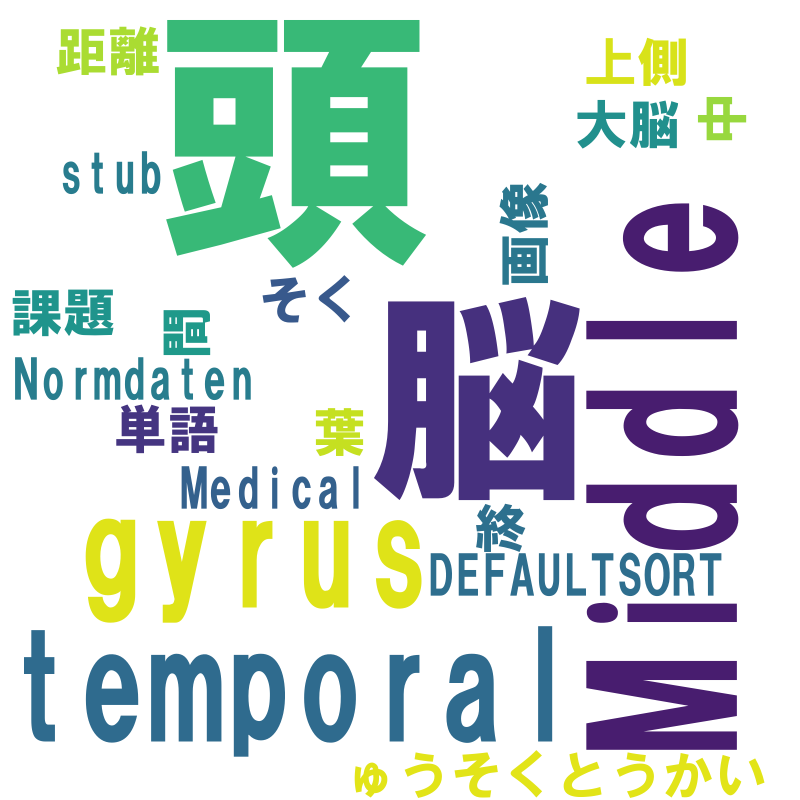 距離
頭
上側
大脳
中
stub
画像
そく
課題
間
脳
Middle
Normdaten
単語
葉
Medical
終
gyrus
DEFAULTSORT
temporal
ゅうそくとうかい